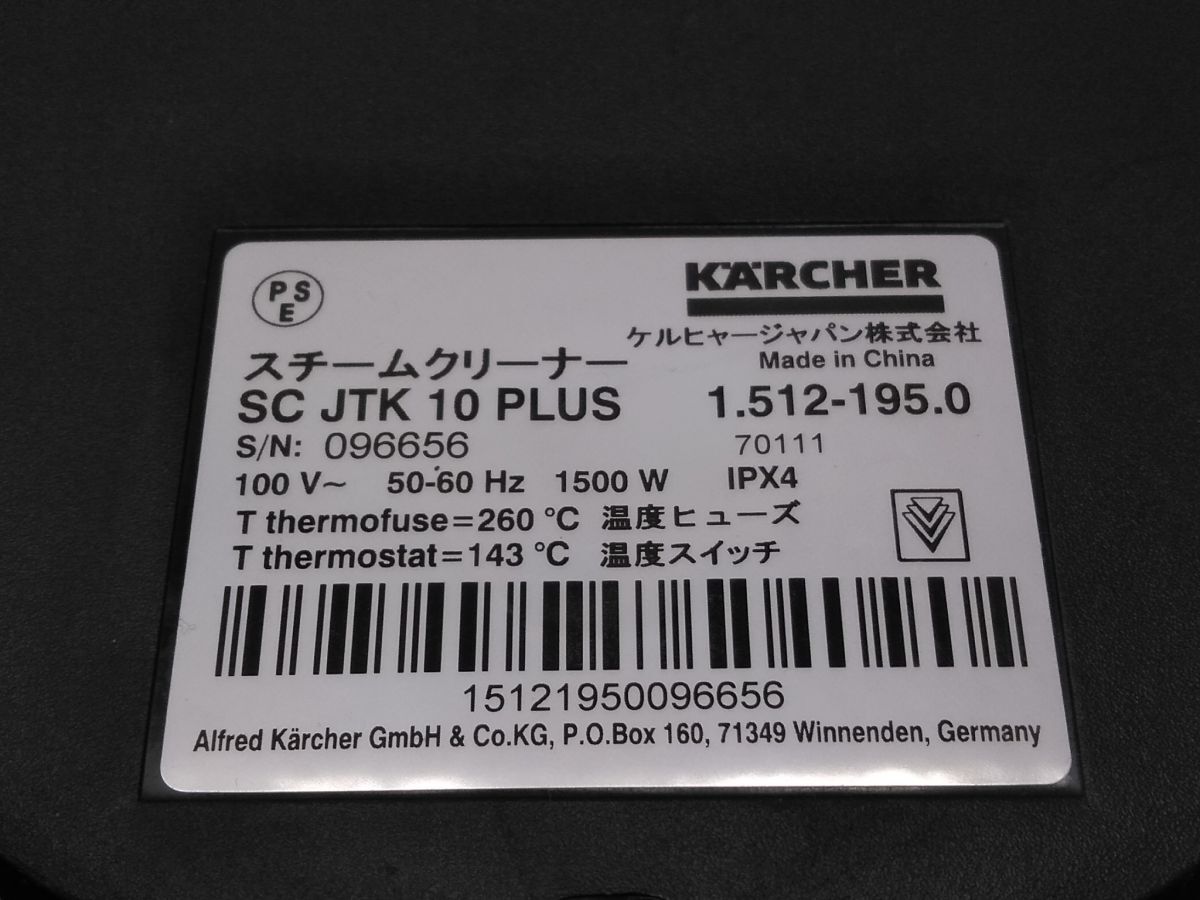 PS
E
KÄRCHER
ケルヒャージャパン株式会社
Made in China
スチームクリーナー
SC JTK 10 PLUS 1.512-195.0
S/N: 096656 70111
100 V~ 50-60 Hz 1500 W IPX4
T thermofuse=260 °C 温度ヒューズ
T thermostat=143 °C 温度スイッチ
15121950096656
Alfred Kärcher GmbH & Co.KG, P.O.Box 160, 71349 Winnenden, Germany